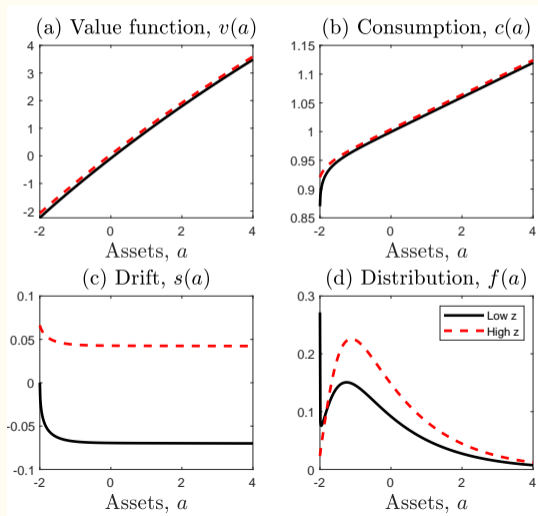 (a) Value function, v(a)
4
3
2
1
0
-1
-2
-2 0 2 4
Assets, a
(b) Consumption, c(a)
1.15
1.1
1.05
1
0.95
0.9
0.85
-2 0 2 4
Assets, a
(c) Drift, s(a)
0.1
0.05
0
-0.05
-0.1
-2 0 2 4
Assets, a
(d) Distribution, f(a)
0.3
0.2
0.1
0
-2 0 2 4
Low z
High z
Assets, a